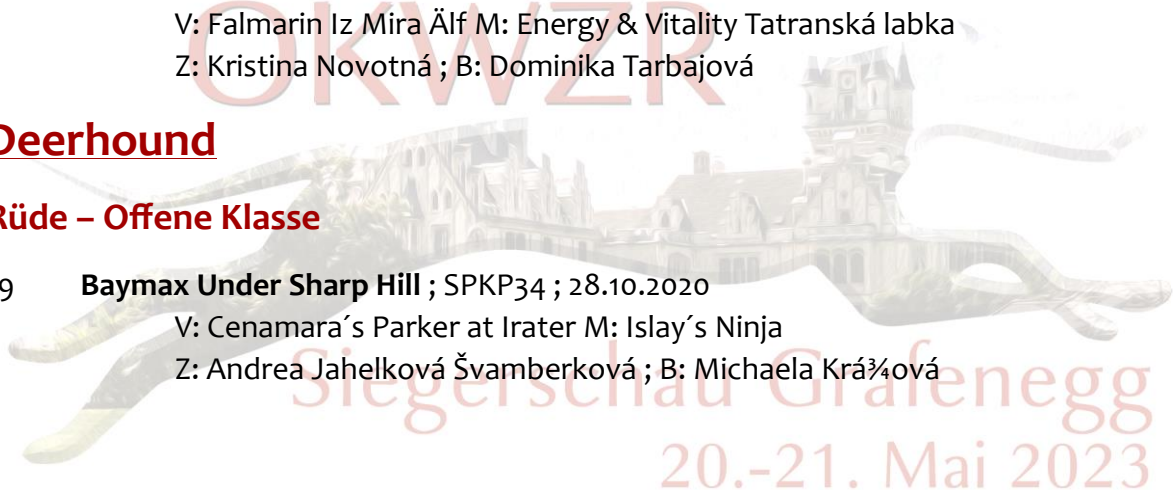 V: Falmarin Iz Mira Älf M: Energy & Vitality Tatranská labka
Z: Kristina Novotná ; B: Dominika Tarbajová
OKWZR
Deerhound
Rüde – Offene Klasse
9 Baymax Under Sharp Hill ; SPKP34 ; 28.10.2020
V: Cenamara´s Parker at Irater M: Islay´s Ninja
Z: Andrea Jahelková Švamberková ; B: Michaela Krá¾ová
Siegerschau Grafenegg
20.-21. Mai 2023